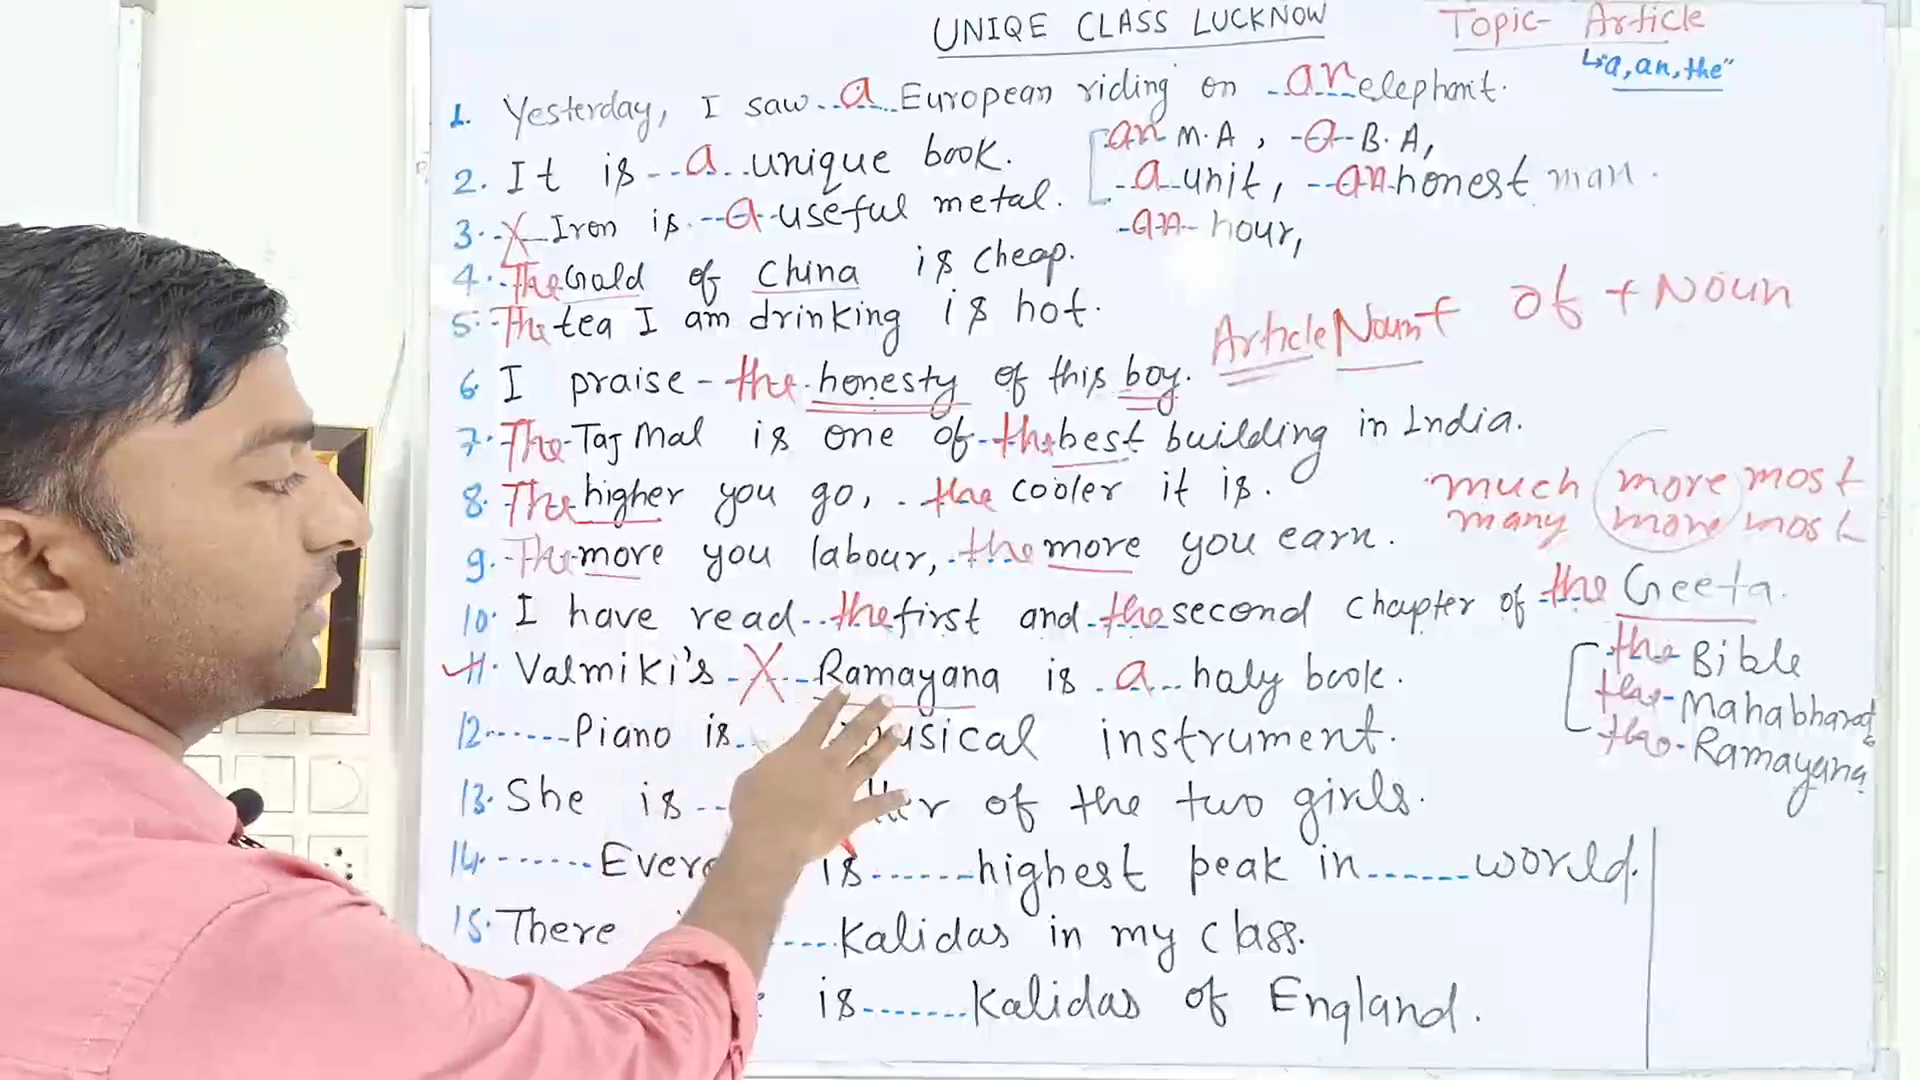 UNIQE CLASS LUCKNOW
Topic- Article
↳"a, an, the"
1. Yesterday, I saw..a...European riding on -an...elephant.
2. It is --a..unique book.
an M.A, -a--B.A,
--a--unit, --an-honest man.
-an- hour,
3.-X-Iron is.--a-useful metal.
4.-The Gold of China is cheap.
5.-The tea I am drinking is hot.
Article Noun+ of + Noun
6. I praise -the.honesty of this boy.
7.The-Taj Mal is one of-the best building in India.
8. The higher you go, .the cooler it is.
much more most
many more most
9.-The more you labour, .the more you earn.
10. I have read..the first and.the second chapter of the Geeta.
11. Valmiki's -X--Ramayana is .a... holy book.
the-Bible
the-Mahabharat
the-Ramayana
12.......Piano is.. musical instrument.
13. She is -- of the two girls.
14.------- is.......highest peak in......world.
15. There ....Kalidas in my class.
is.......Kalidas of England.